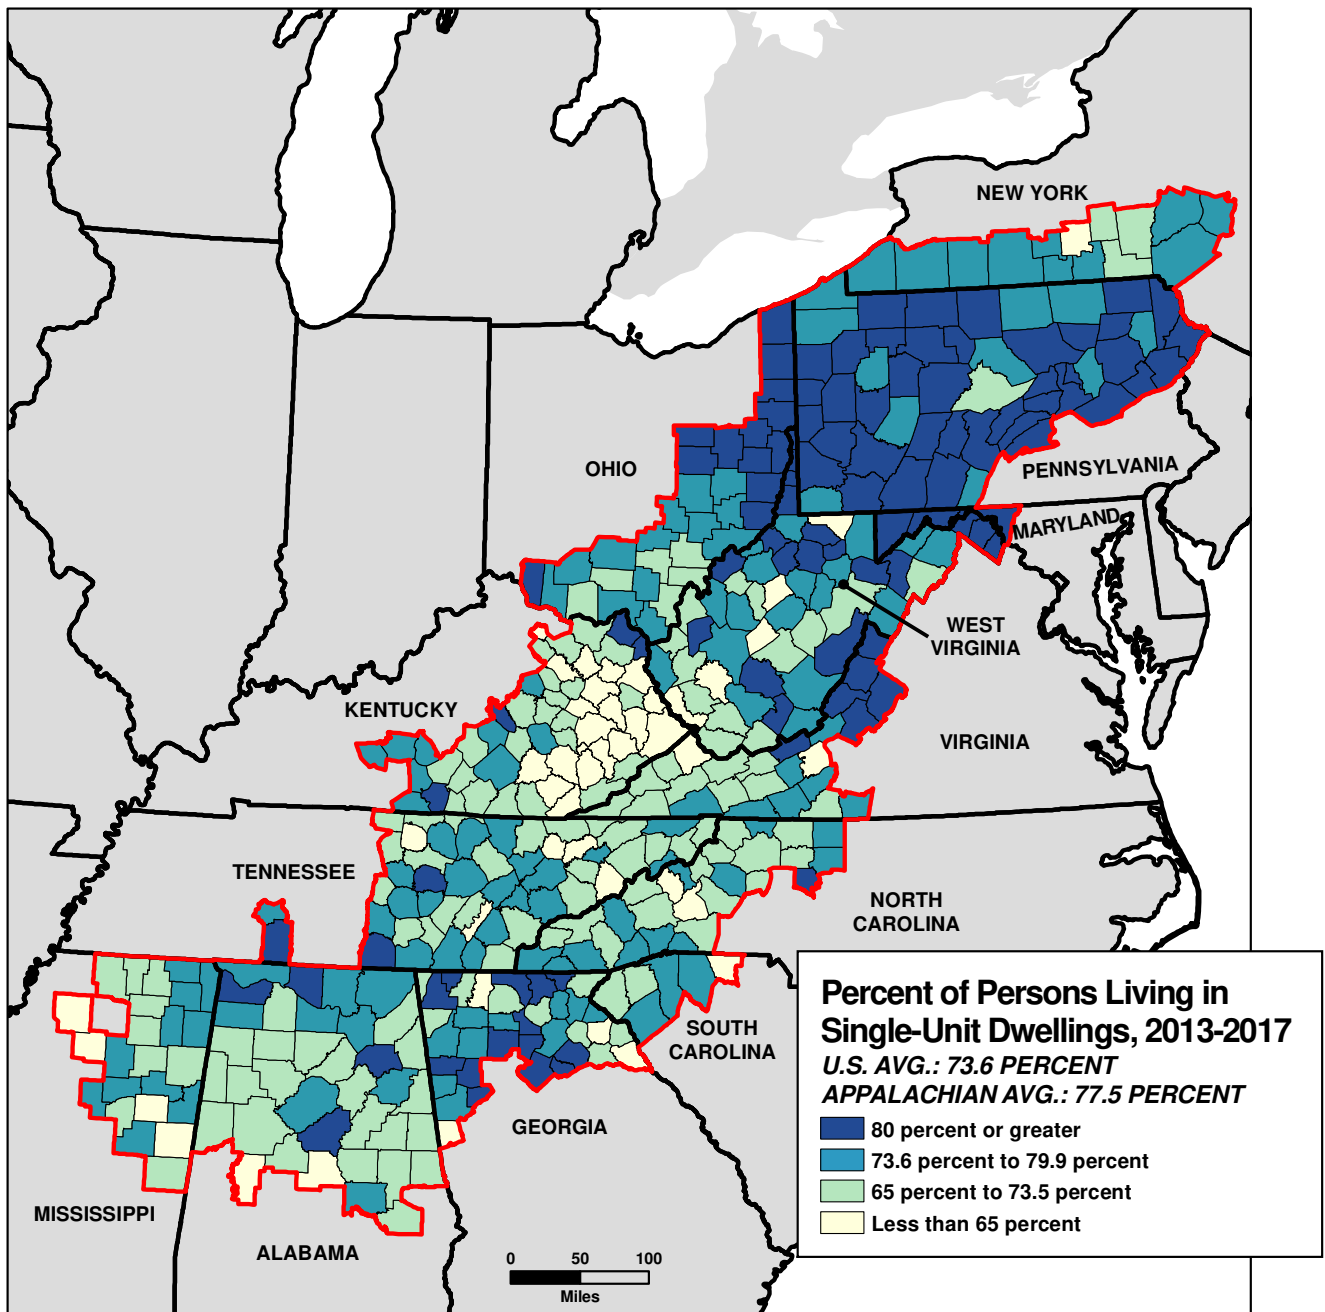 NEW YORK
OHIO
PENNSYLVANIA
MARYLAND
WEST
VIRGINIA
KENTUCKY
VIRGINIA
TENNESSEE
NORTH
CAROLINA
SOUTH
CAROLINA
GEORGIA
MISSISSIPPI
ALABAMA
0 50 100
Miles
Percent of Persons Living in
Single-Unit Dwellings, 2013-2017
U.S. AVG.: 73.6 PERCENT
APPALACHIAN AVG.: 77.5 PERCENT
80 percent or greater
73.6 percent to 79.9 percent
65 percent to 73.5 percent
Less than 65 percent